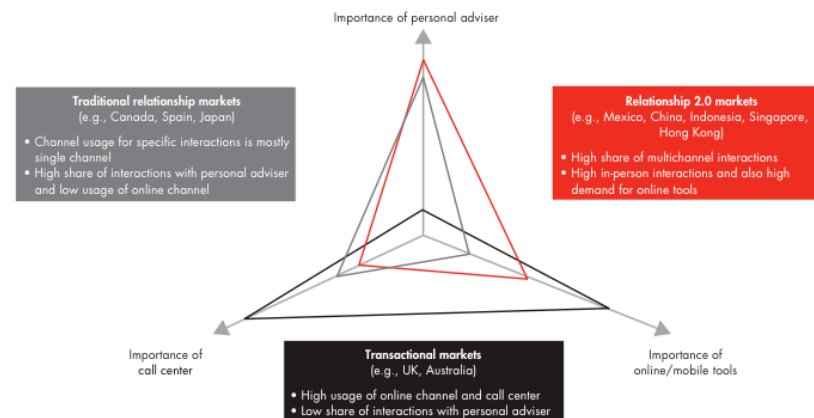 Importance of personal adviser
Traditional relationship markets
(e.g., Canada, Spain, Japan)
• Channel usage for specific interactions is mostly
single channel
• High share of interactions with personal adviser
and low usage of online channel
Relationship 2.0 markets
(e.g., Mexico, China, Indonesia, Singapore,
Hong Kong)
• High share of multichannel interactions
• High in-person interactions and also high
demand for online tools
Importance of
call center
Transactional markets
(e.g., UK, Australia)
• High usage of online channel and call center
• Low share of interactions with personal adviser
Importance of
online/mobile tools